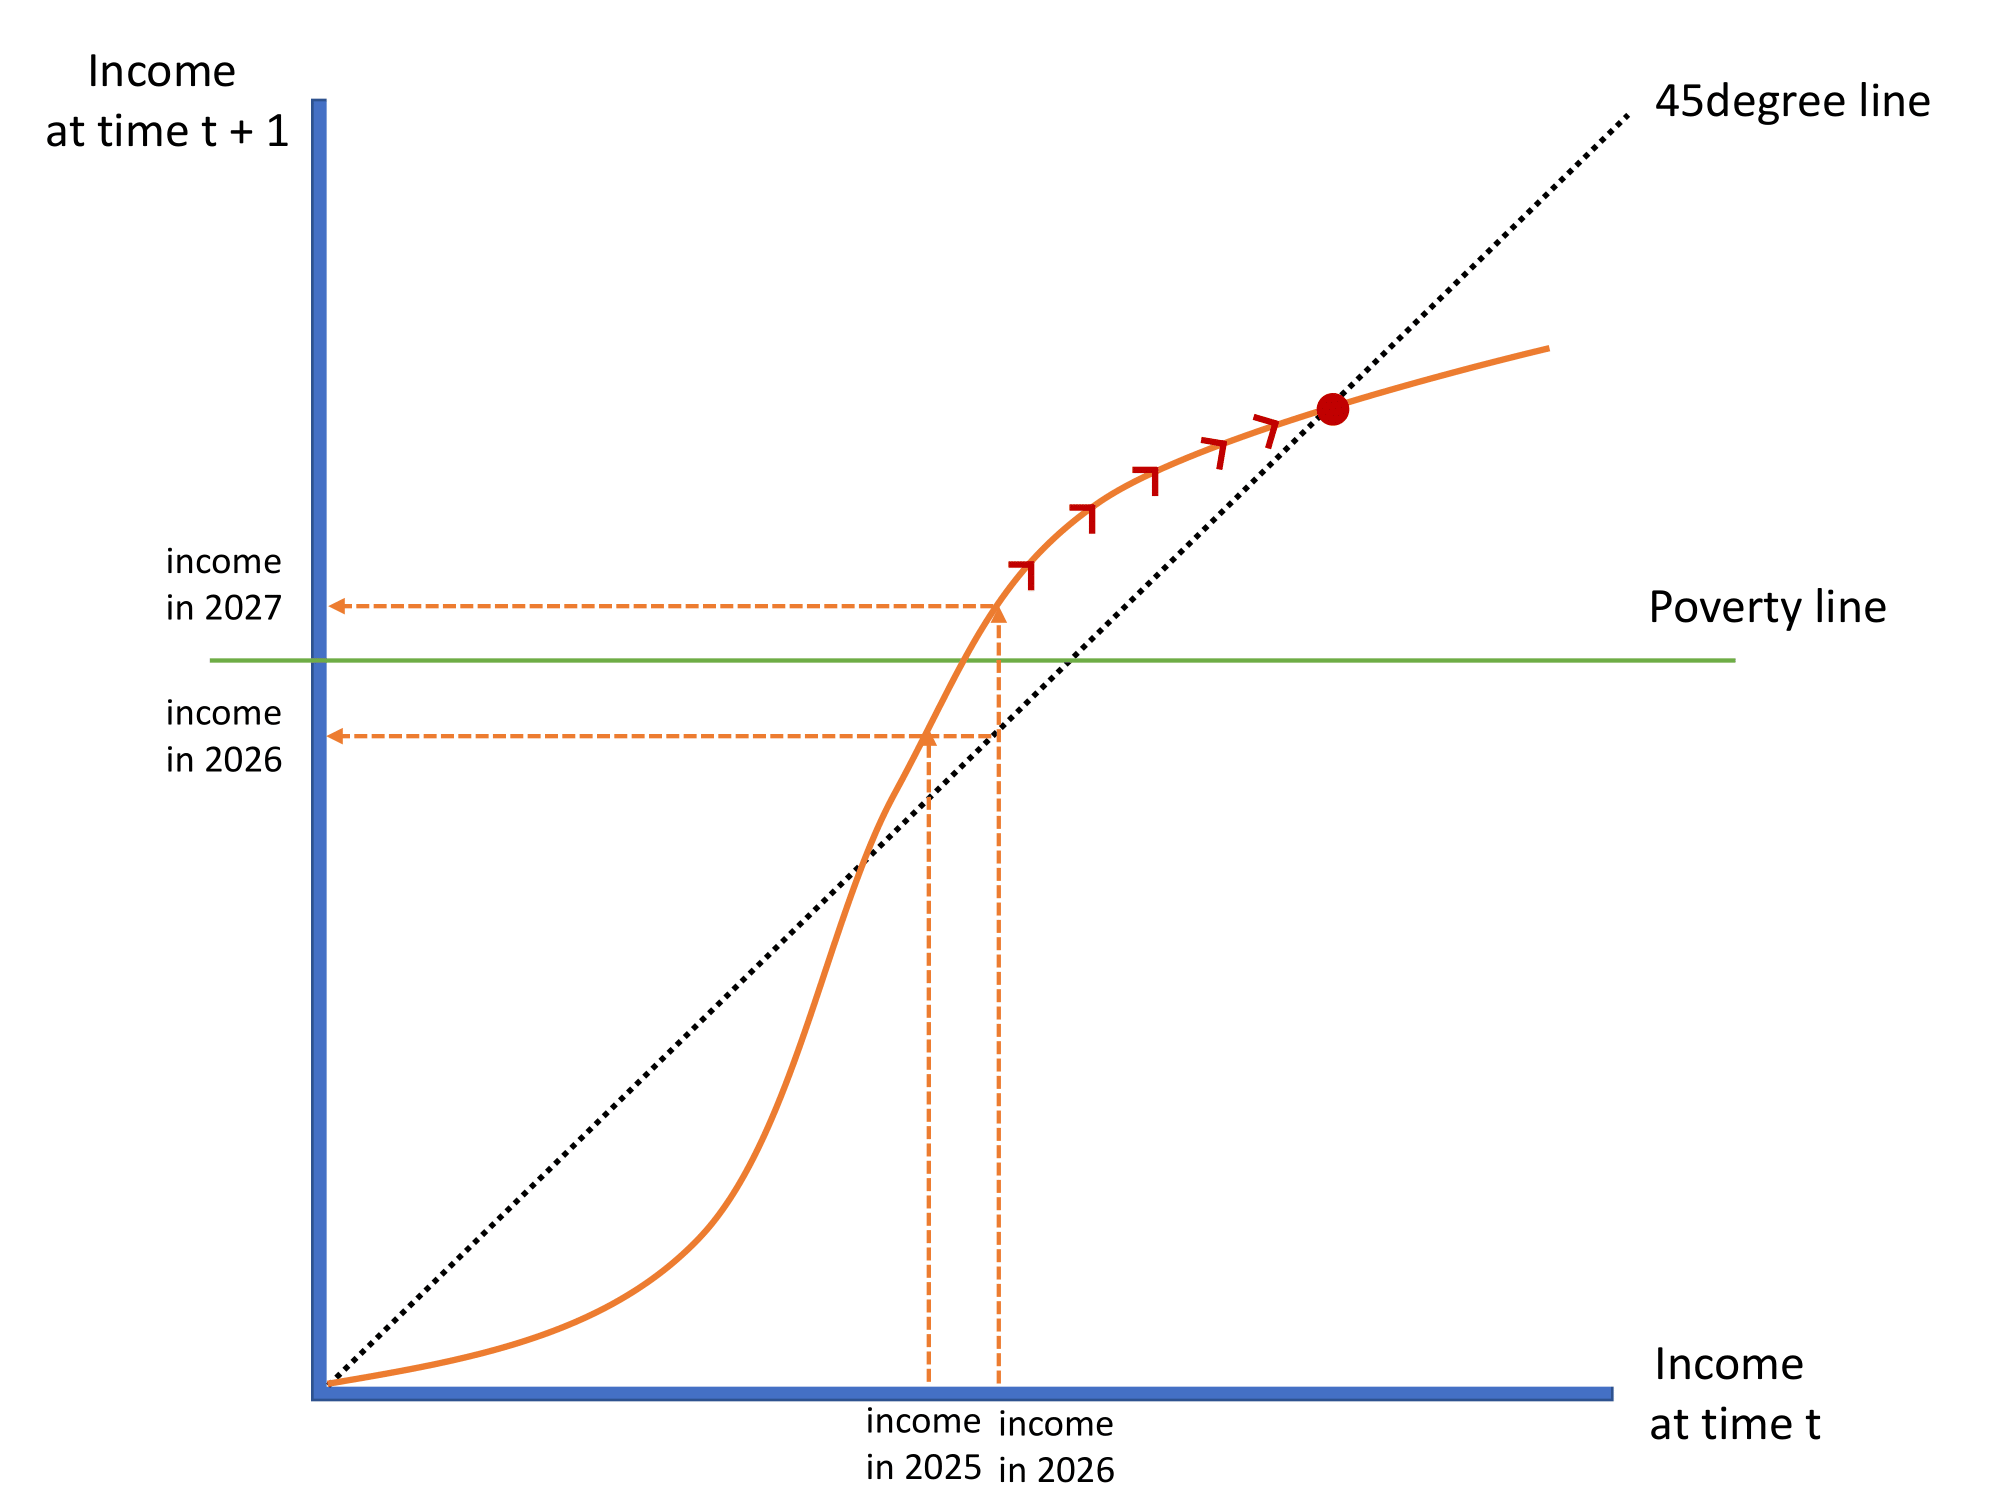 Income
at time t + 1
45degree line
income
in 2027
Poverty line
income
in 2026
Income
at time t
income
in 2025
income
in 2026